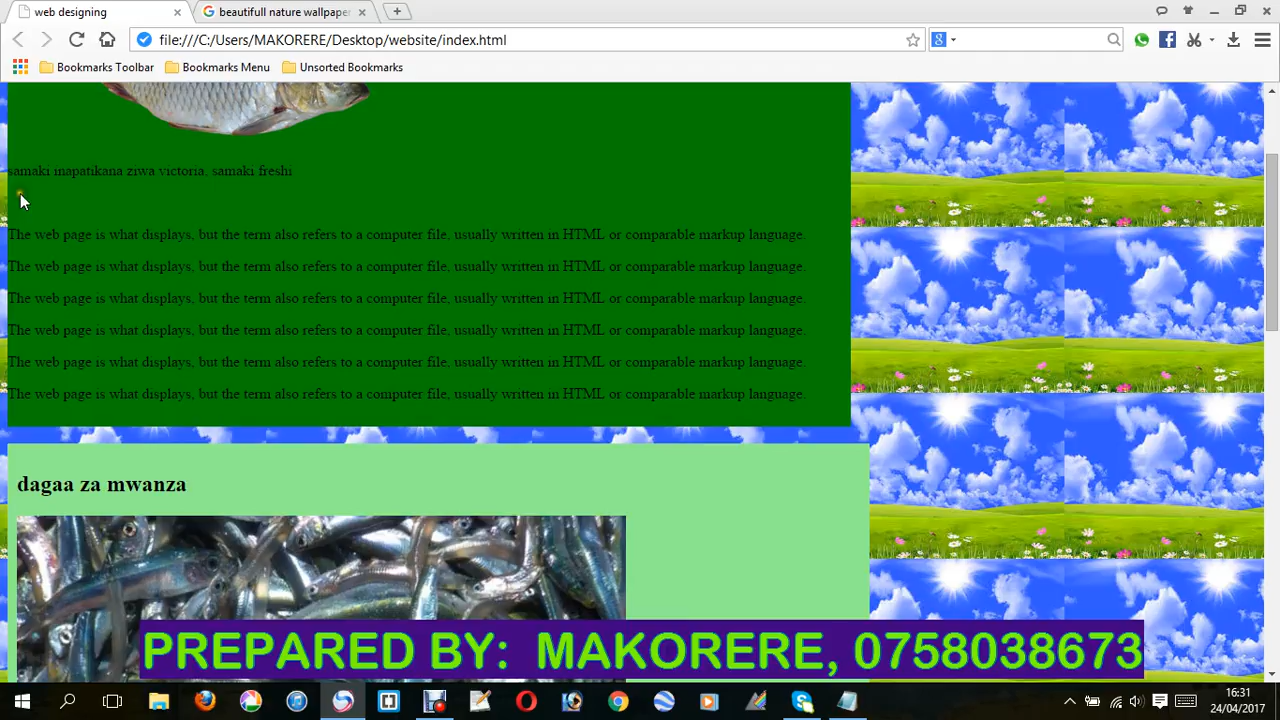 web designing
beautifull nature wallpaper
file:///C:/Users/MAKORERE/Desktop/website/index.html
Bookmarks Toolbar
Bookmarks Menu
Unsorted Bookmarks
samaki inapatikana ziwa victoria, samaki freshi
The web page is what displays, but the term also refers to a computer file, usually written in HTML or comparable markup language.
The web page is what displays, but the term also refers to a computer file, usually written in HTML or comparable markup language.
The web page is what displays, but the term also refers to a computer file, usually written in HTML or comparable markup language.
The web page is what displays, but the term also refers to a computer file, usually written in HTML or comparable markup language.
The web page is what displays, but the term also refers to a computer file, usually written in HTML or comparable markup language.
The web page is what displays, but the term also refers to a computer file, usually written in HTML or comparable markup language.
dagaa za mwanza
PREPARED BY: MAKORERE, 0758038673
16:31
24/04/2017